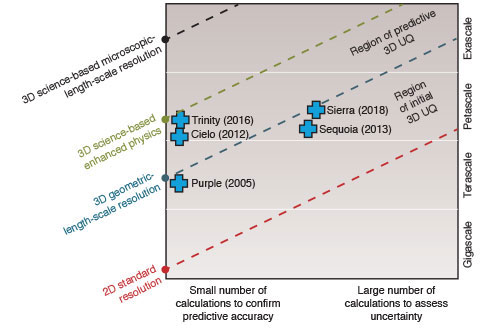 3D science-based microscopic-
length-scale resolution
3D science-based
enhanced physics
3D geometric-
length-scale resolution
2D standard
resolution
Region of predictive
3D UQ
Region
of initial
3D UQ
Trinity (2016)
Cielo (2012)
Purple (2005)
Sierra (2018)
Sequoia (2013)
Exascale
Petascale
Terascale
Gigascale
Small number of
calculations to confirm
predictive accuracy
Large number of
calculations to assess
uncertainty